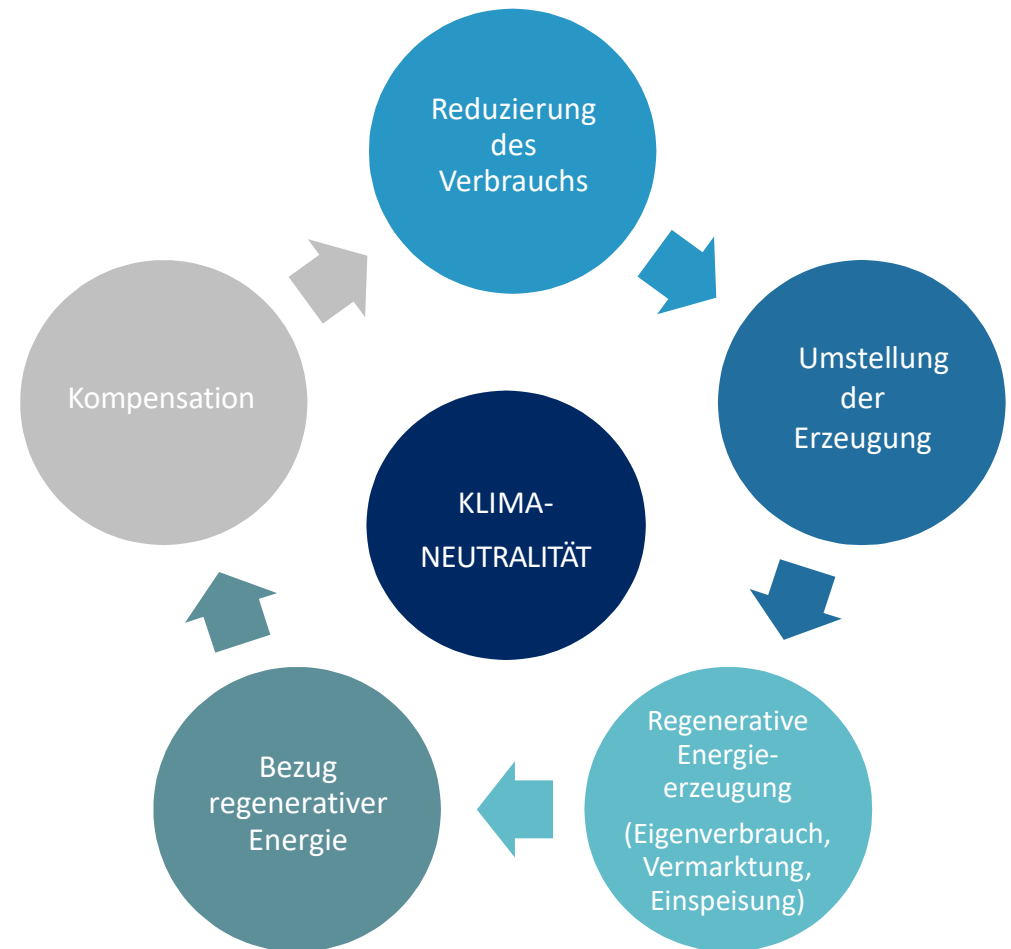 Reduzierung
des
Verbrauchs
Umstellung
der
Erzeugung
Regenerative
Energie-
erzeugung
(Eigenverbrauch,
Vermarktung,
Einspeisung)
Bezug
regenerativer
Energie
Kompensation
KLIMA-
NEUTRALITÄT